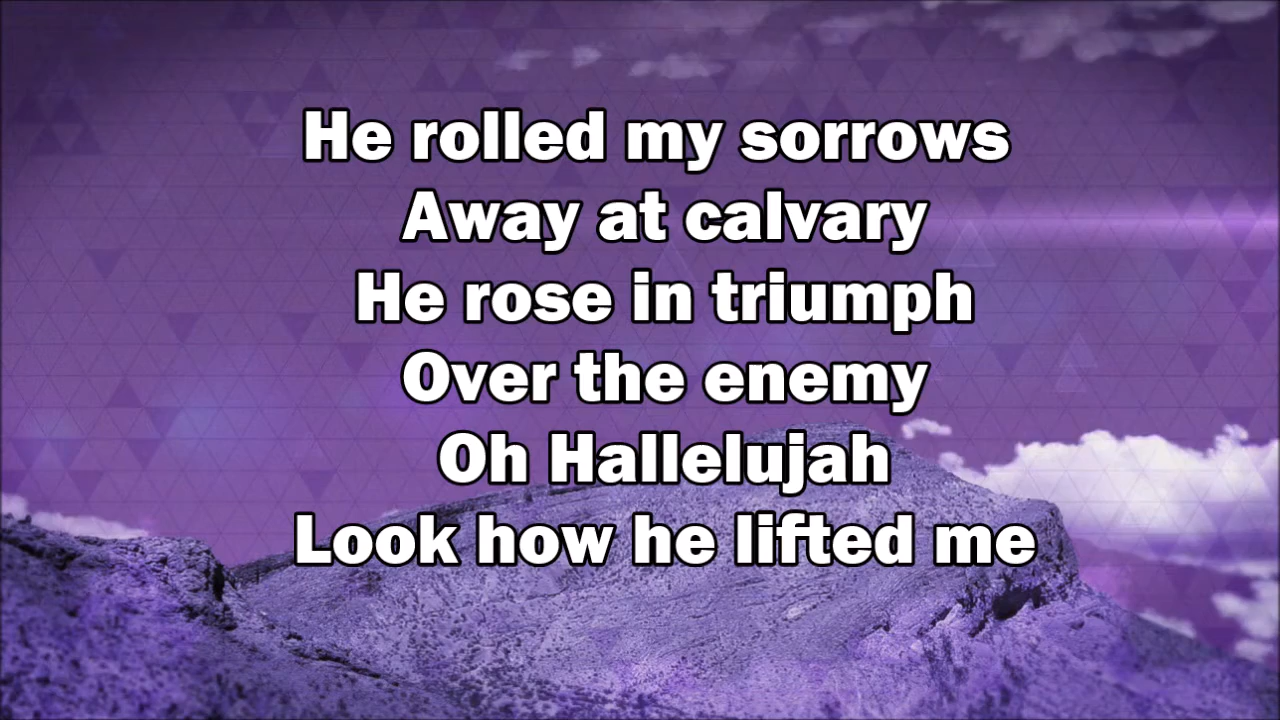 He rolled my sorrows
Away at calvary
He rose in triumph
Over the enemy
Oh Hallelujah
Look how he lifted me